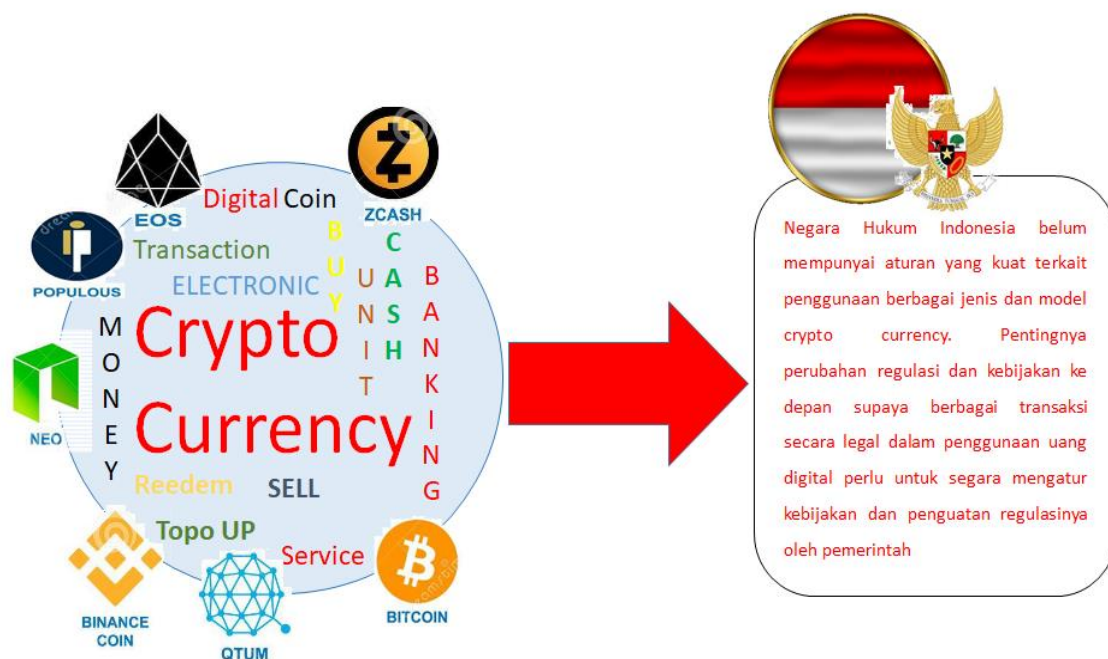 EOS
Digital Coin
ZCASH
POPULOUS
Transaction
ELECTRONIC
BUY
UNIT
CASH
BANKING
MONEY
Crypto
Currency
NEO
Reedem
SELL
Topo UP
Service
BINANCE
COIN
QTUM
BITCOIN
Negara Hukum Indonesia belum
mempunyai aturan yang kuat terkait
penggunaan berbagai jenis dan model
crypto currency. Pentingnya
perubahan regulasi dan kebijakan ke
depan supaya berbagai transaksi
secara legal dalam penggunaan uang
digital perlu untuk segara mengatur
kebijakan dan penguatan regulasinya
oleh pemerintah